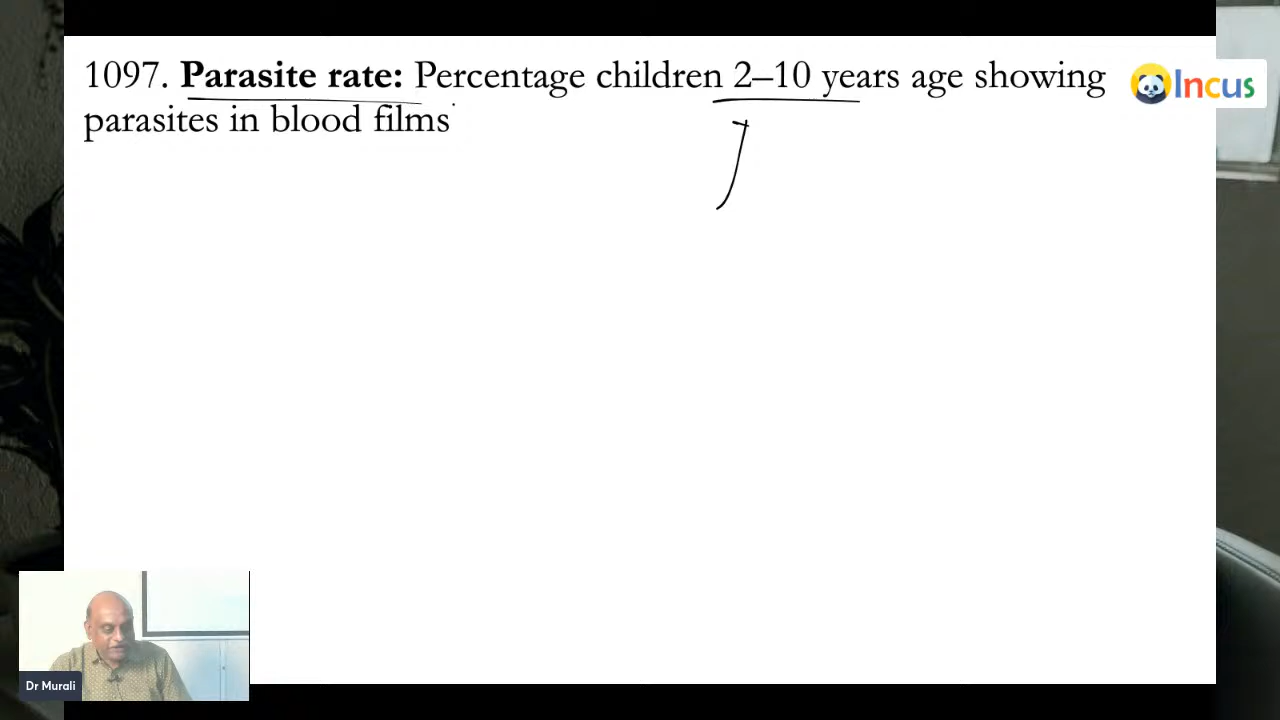 1097. Parasite rate: Percentage children 2–10 years age showing
parasites in blood films
Incus
Dr Murali